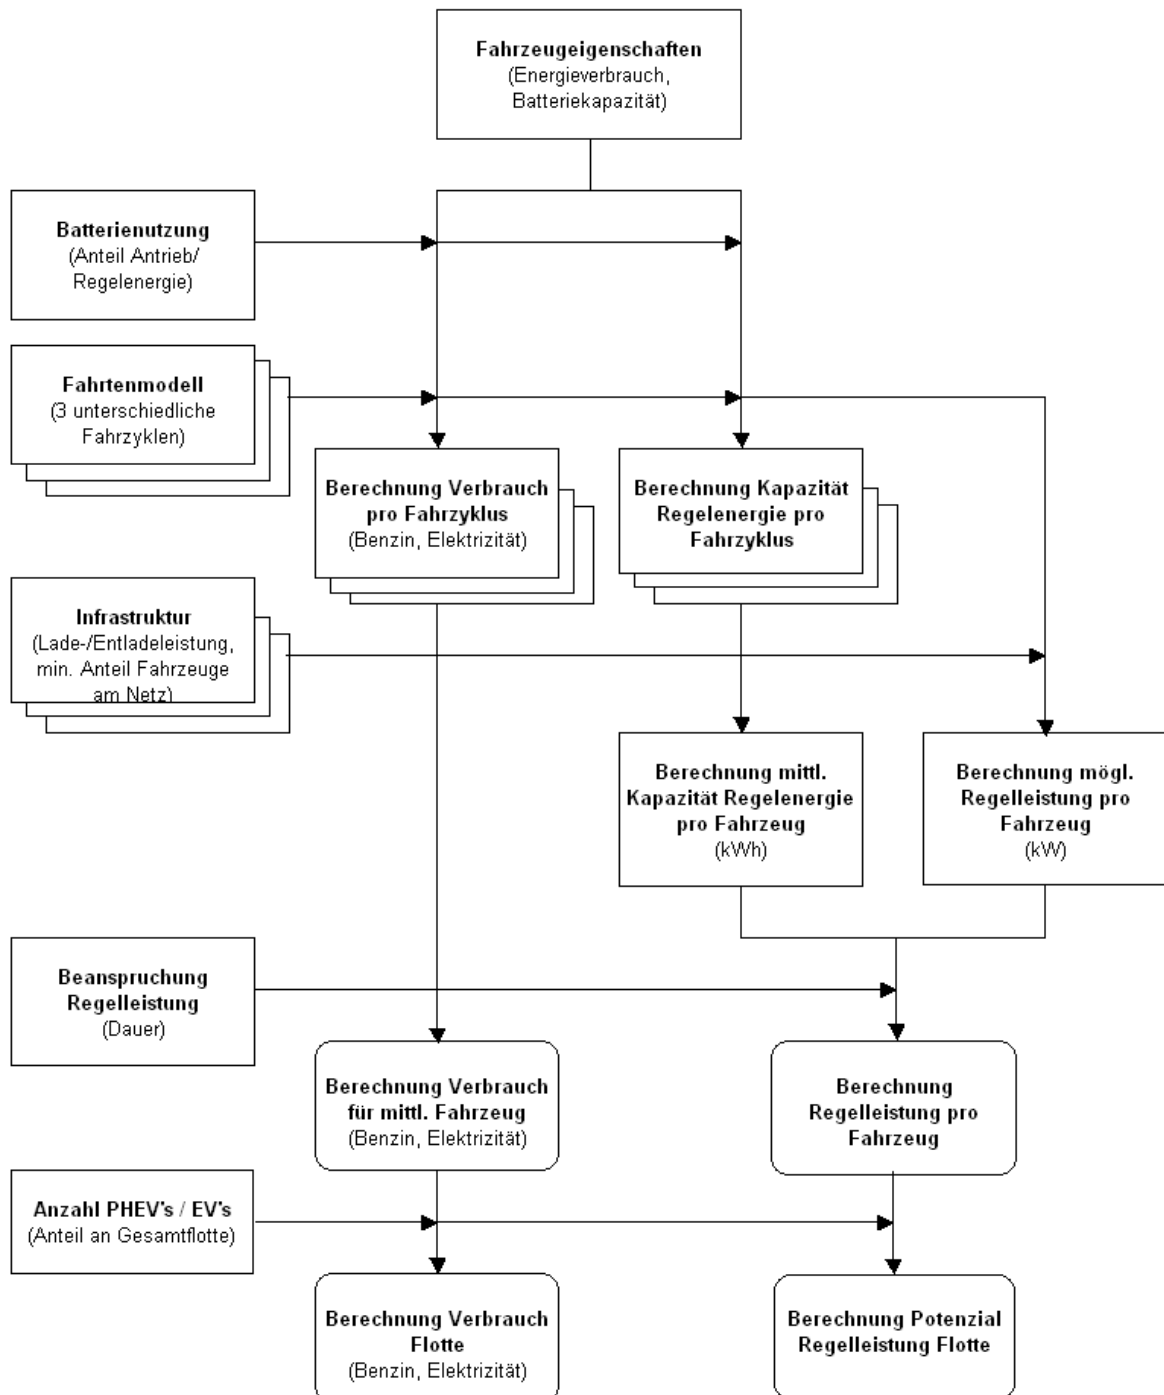 Fahrzeugeigenschaften
(Energieverbrauch,
Batteriekapazität)
Batterienutzung
(Anteil Antrieb/
Regelenergie)
Fahrtenmodell
(3 unterschiedliche
Fahrzyklen)
Berechnung Verbrauch
pro Fahrzyklus
(Benzin, Elektrizität)
Berechnung Kapazität
Regelenergie pro
Fahrzyklus
Infrastruktur
(Lade-/Entladeleistung,
min. Anteil Fahrzeuge
am Netz)
Berechnung mittl.
Kapazität Regelenergie
pro Fahrzeug
(kWh)
Berechnung mögl.
Regelleistung pro
Fahrzeug
(kW)
Beanspruchung
Regelleistung
(Dauer)
Berechnung Verbrauch
für mittl. Fahrzeug
(Benzin, Elektrizität)
Berechnung
Regelleistung pro
Fahrzeug
Anzahl PHEV's / EV's
(Anteil an Gesamtflotte)
Berechnung Verbrauch
Flotte
(Benzin, Elektrizität)
Berechnung Potenzial
Regelleistung Flotte